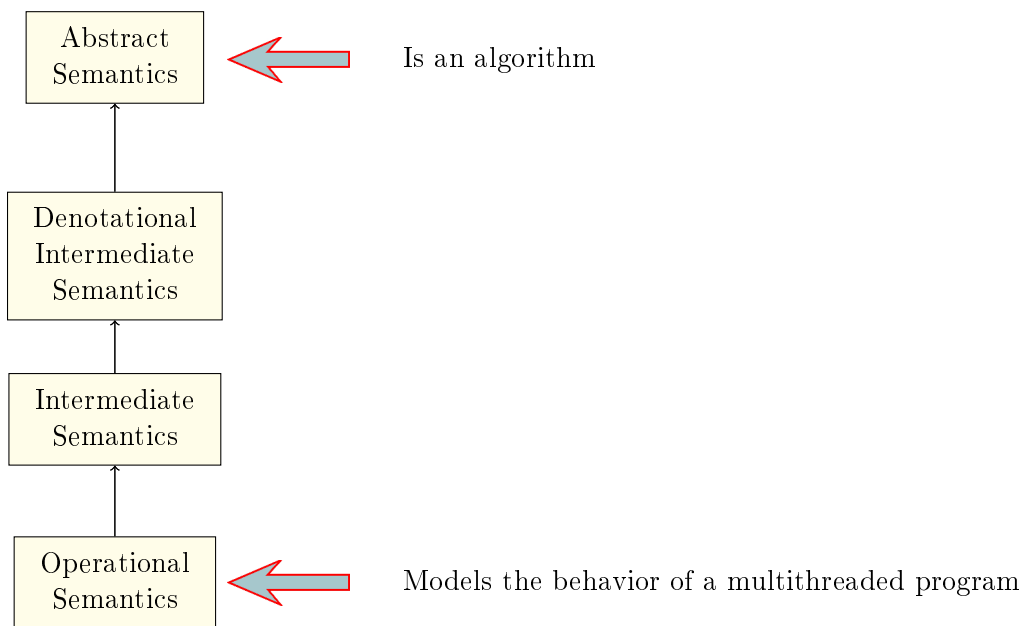 Abstract
Semantics
Is an algorithm
Denotational
Intermediate
Semantics
Intermediate
Semantics
Operational
Semantics
Models the behavior of a multithreaded program